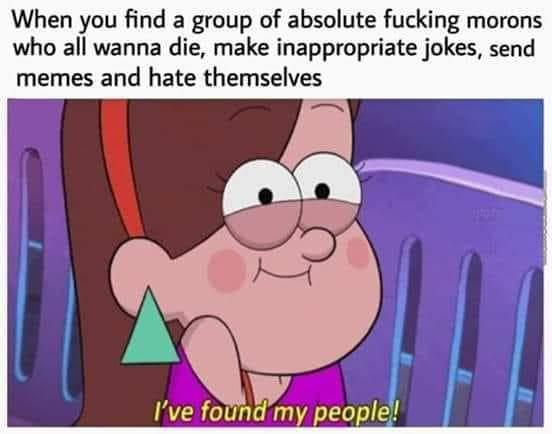 When you find a group of absolute fucking morons
who all wanna die, make inappropriate jokes, send
memes and hate themselves
I've found my people!